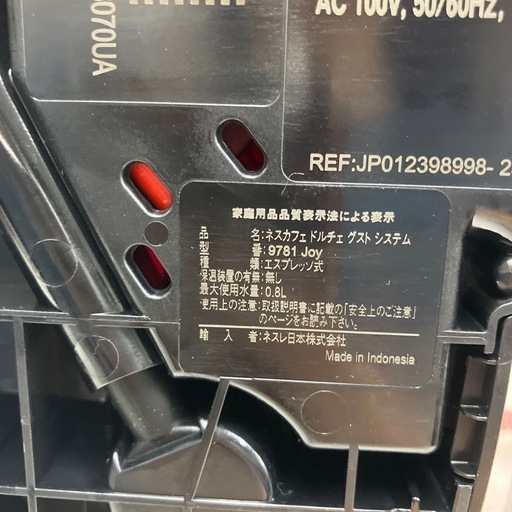 AC 100V, 50/60Hz,
070UA
REF:JP012398998- 2
家庭用品品質表示法による表示
品 名:ネスカフェ ドルチェ グスト システム
型 番:9781 Joy
種 類:エスプレッソ式
保温装置の有無:無し
最大使用水量:0.8L
使用上の注意:取扱説明書に記載の「安全上のご注意」
のページをお読み下さい。
輸 入 者:ネスレ日本株式会社
Made in Indonesia